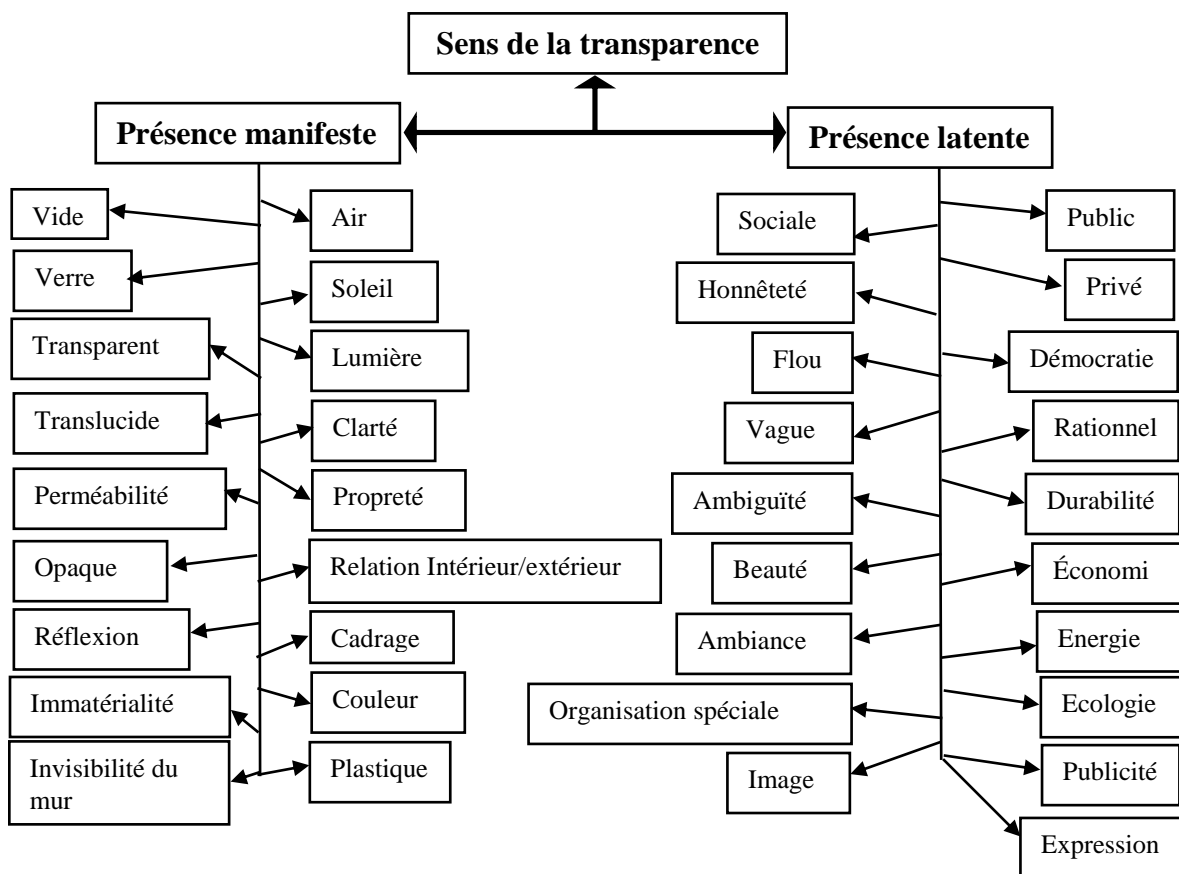 Sens de la transparence
Présence manifeste
Présence latente
Vide
Air
Verre
Soleil
Transparent
Lumière
Translucide
Clarté
Perméabilité
Propreté
Opaque
Relation Intérieur/extérieur
Réflexion
Cadrage
Immatérialité
Couleur
Invisibilité du
mur
Plastique
Sociale
Public
Honnêteté
Privé
Flou
Démocratie
Vague
Rationnel
Ambiguïté
Durabilité
Beauté
Économi
Ambiance
Energie
Organisation spéciale
Ecologie
Image
Publicité
Expression